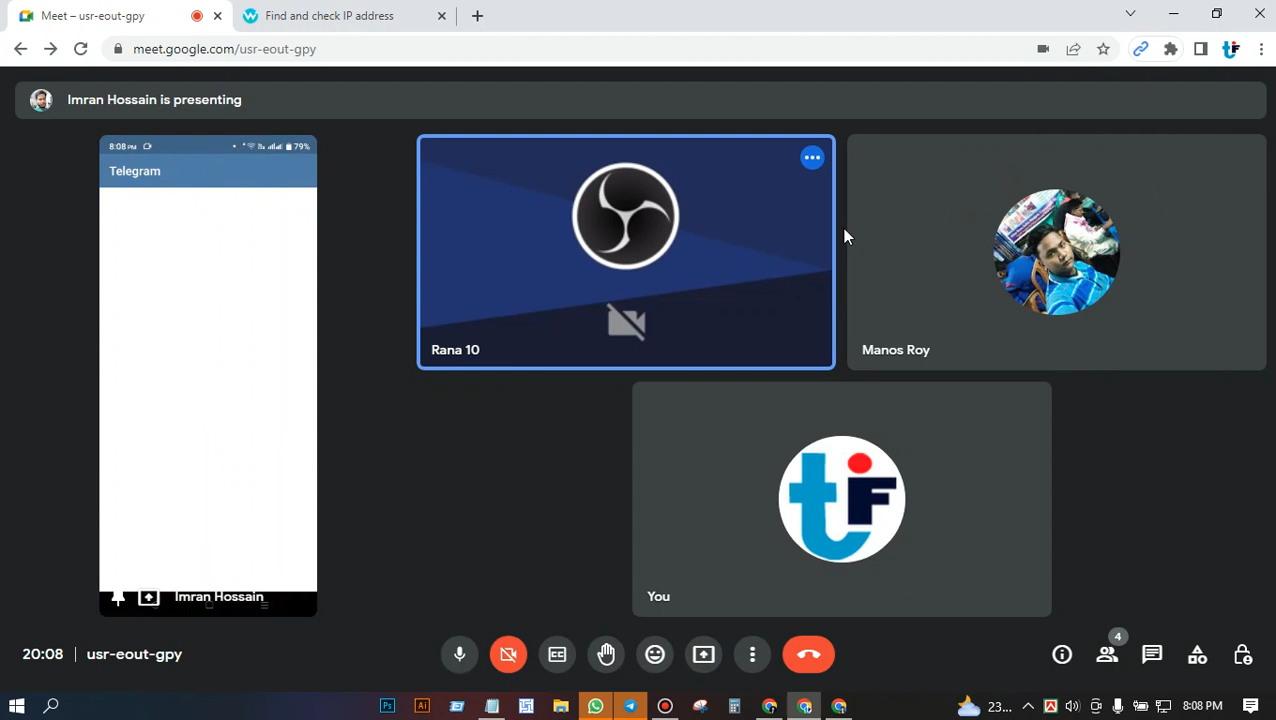 Meet – usr-eout-gpy
Find and check IP address
meet.google.com/usr-eout-gpy
Imran Hossain is presenting
8:08 PM
79%
Telegram
Imran Hossain
Rana 10
Manos Roy
tiF
You
20:08 | usr-eout-gpy
4
23...
8:08 PM